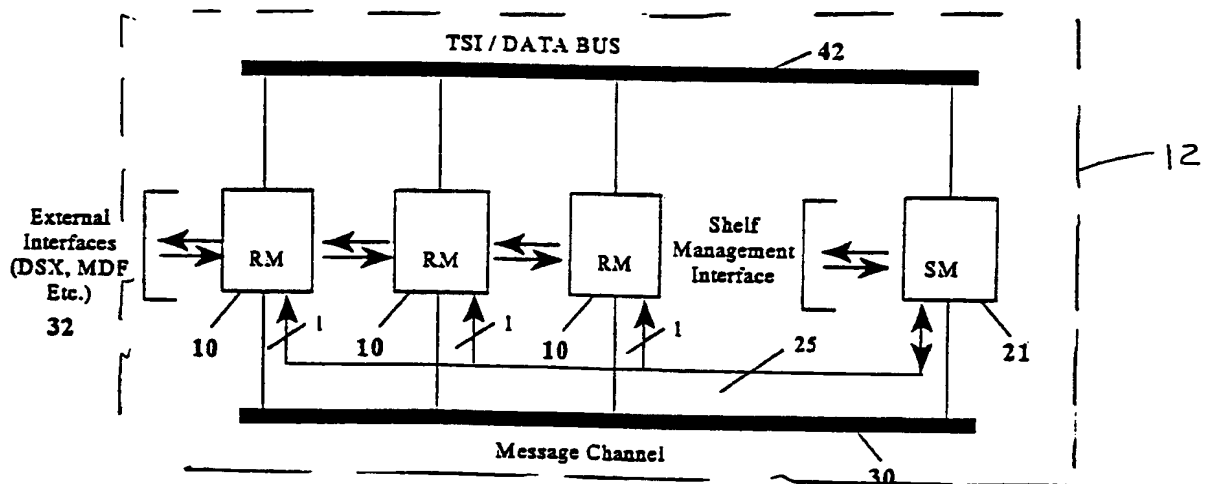 TSI / DATA BUS
42
12
External
Interfaces
(DSX, MDF
Etc.)
32
RM
RM
RM
Shelf
Management
Interface
SM
10
1
10
1
10
1
25
21
Message Channel
30